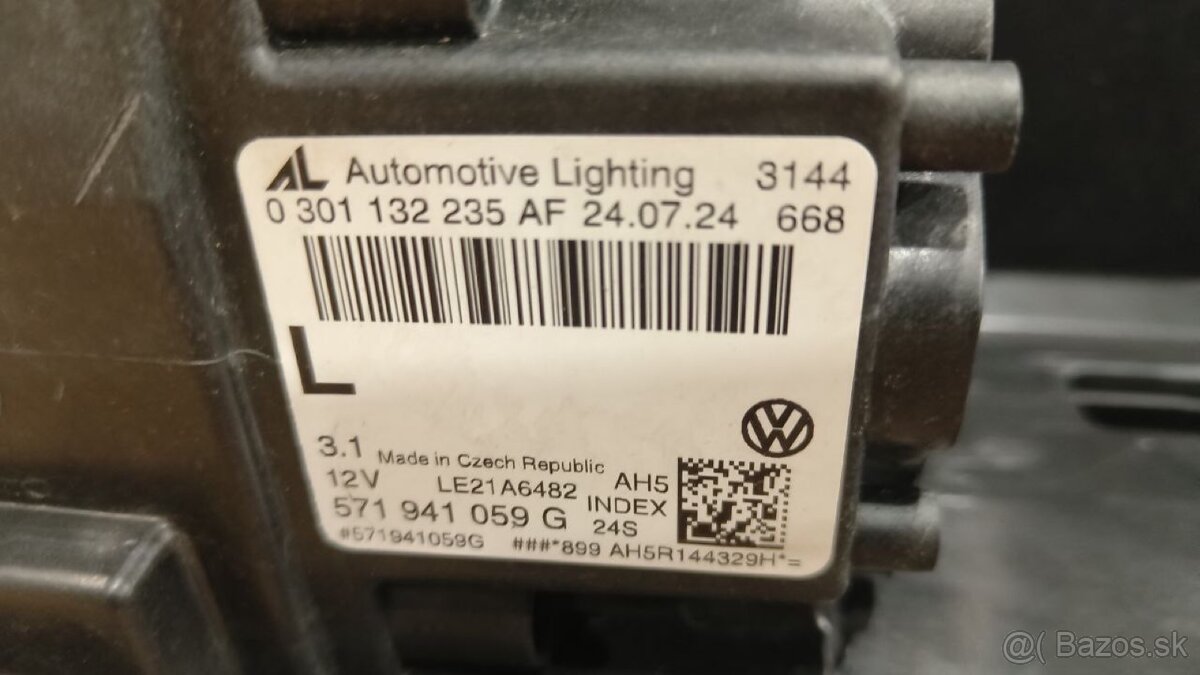 AL Automotive Lighting 3144
0 301 132 235 AF 24.07.24 668
L
3.1 Made in Czech Republic
12V LE21A6482 AH5
571 941 059 G INDEX
24S
#571941059G ###*899 AH5R144329H*=
@( Bazos.sk